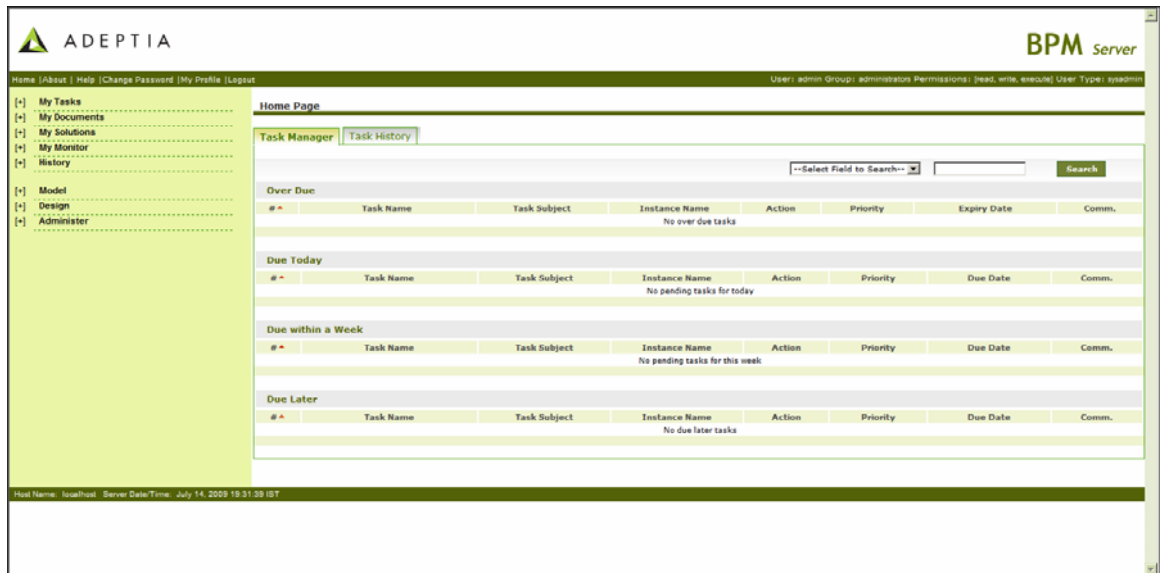 ADEPTIA
BPM Server
Home |About | Help |Change Password |My Profile |Logout
User: admin Group: administrators Permissions: [read, write, execute] User Type: sysadmin
[+] My Tasks
[+] My Documents
[+] My Solutions
[+] My Monitor
[+] History
[+] Model
[+] Design
[+] Administer
Home Page
Task Manager Task History
--Select Field to Search-- Search
Over Due
# Task Name Task Subject Instance Name Action Priority Expiry Date Comm.
No over due tasks
Due Today
# Task Name Task Subject Instance Name Action Priority Due Date Comm.
No pending tasks for today
Due within a Week
# Task Name Task Subject Instance Name Action Priority Due Date Comm.
No pending tasks for this week
Due Later
# Task Name Task Subject Instance Name Action Priority Due Date Comm.
No due later tasks
Host Name: localhost Server Date/Time: July 14, 2009 19:31:39 IST